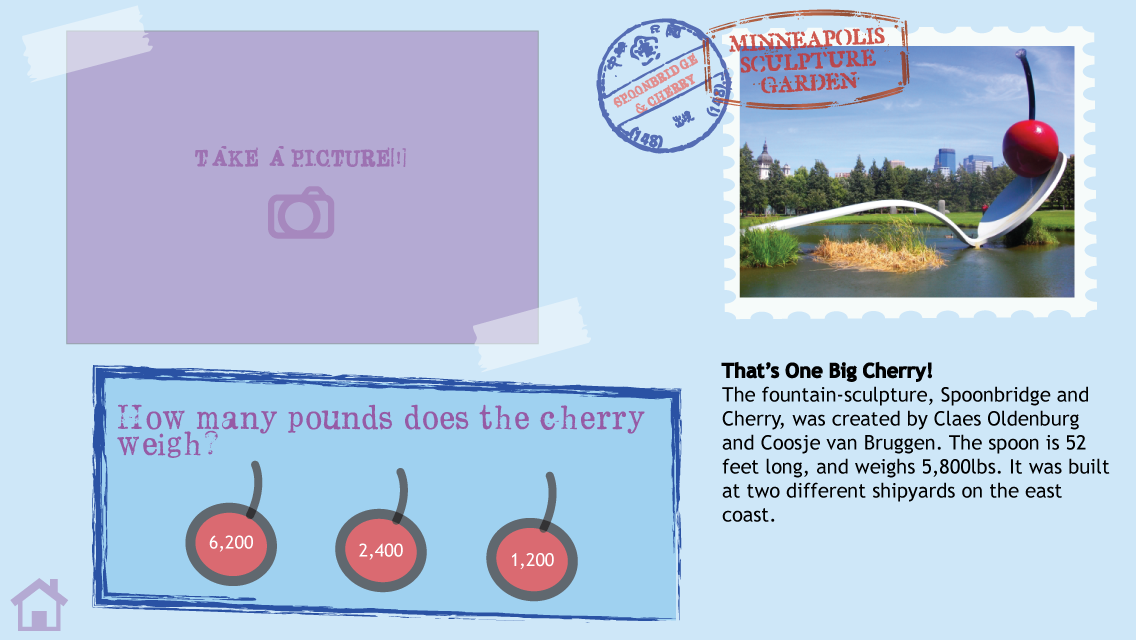 TAKE A PICTURE[!]
SPOONBRIDGE
& CHERRY
(148)
(148)
MINNEAPOLIS
SCULPTURE
GARDEN
How many pounds does the cherry
weigh?
6,200
2,400
1,200
That's One Big Cherry!
The fountain-sculpture, Spoonbridge and
Cherry, was created by Claes Oldenburg
and Coosje van Bruggen. The spoon is 52
feet long, and weighs 5,800lbs. It was built
at two different shipyards on the east
coast.